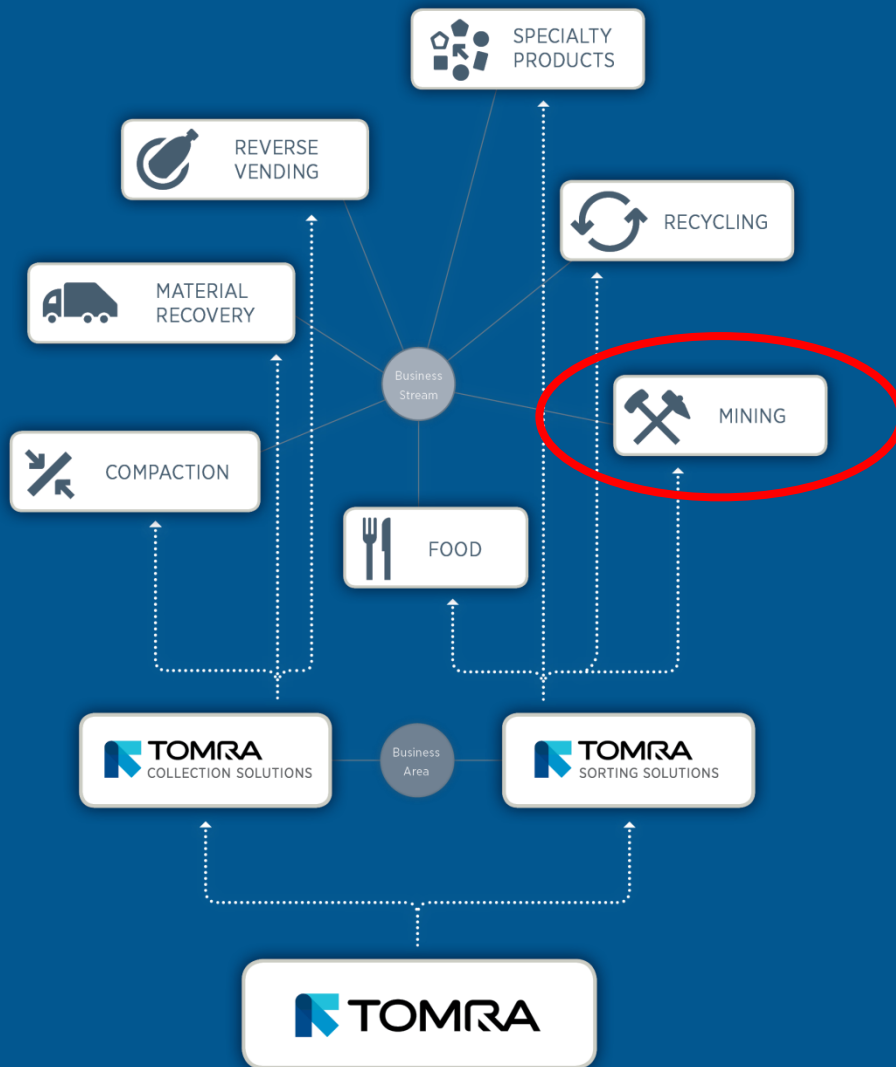 SPECIALTY
PRODUCTS
REVERSE
VENDING
RECYCLING
MATERIAL
RECOVERY
Business
Stream
MINING
COMPACTION
FOOD
TOMRA
COLLECTION SOLUTIONS
Business
Area
TOMRA
SORTING SOLUTIONS
TOMRA